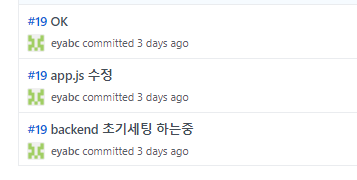 #19 OK
eyabc committed 3 days ago
#19 app.js 수정
eyabc committed 3 days ago
#19 backend 초기세팅 하는중
eyabc committed 3 days ago